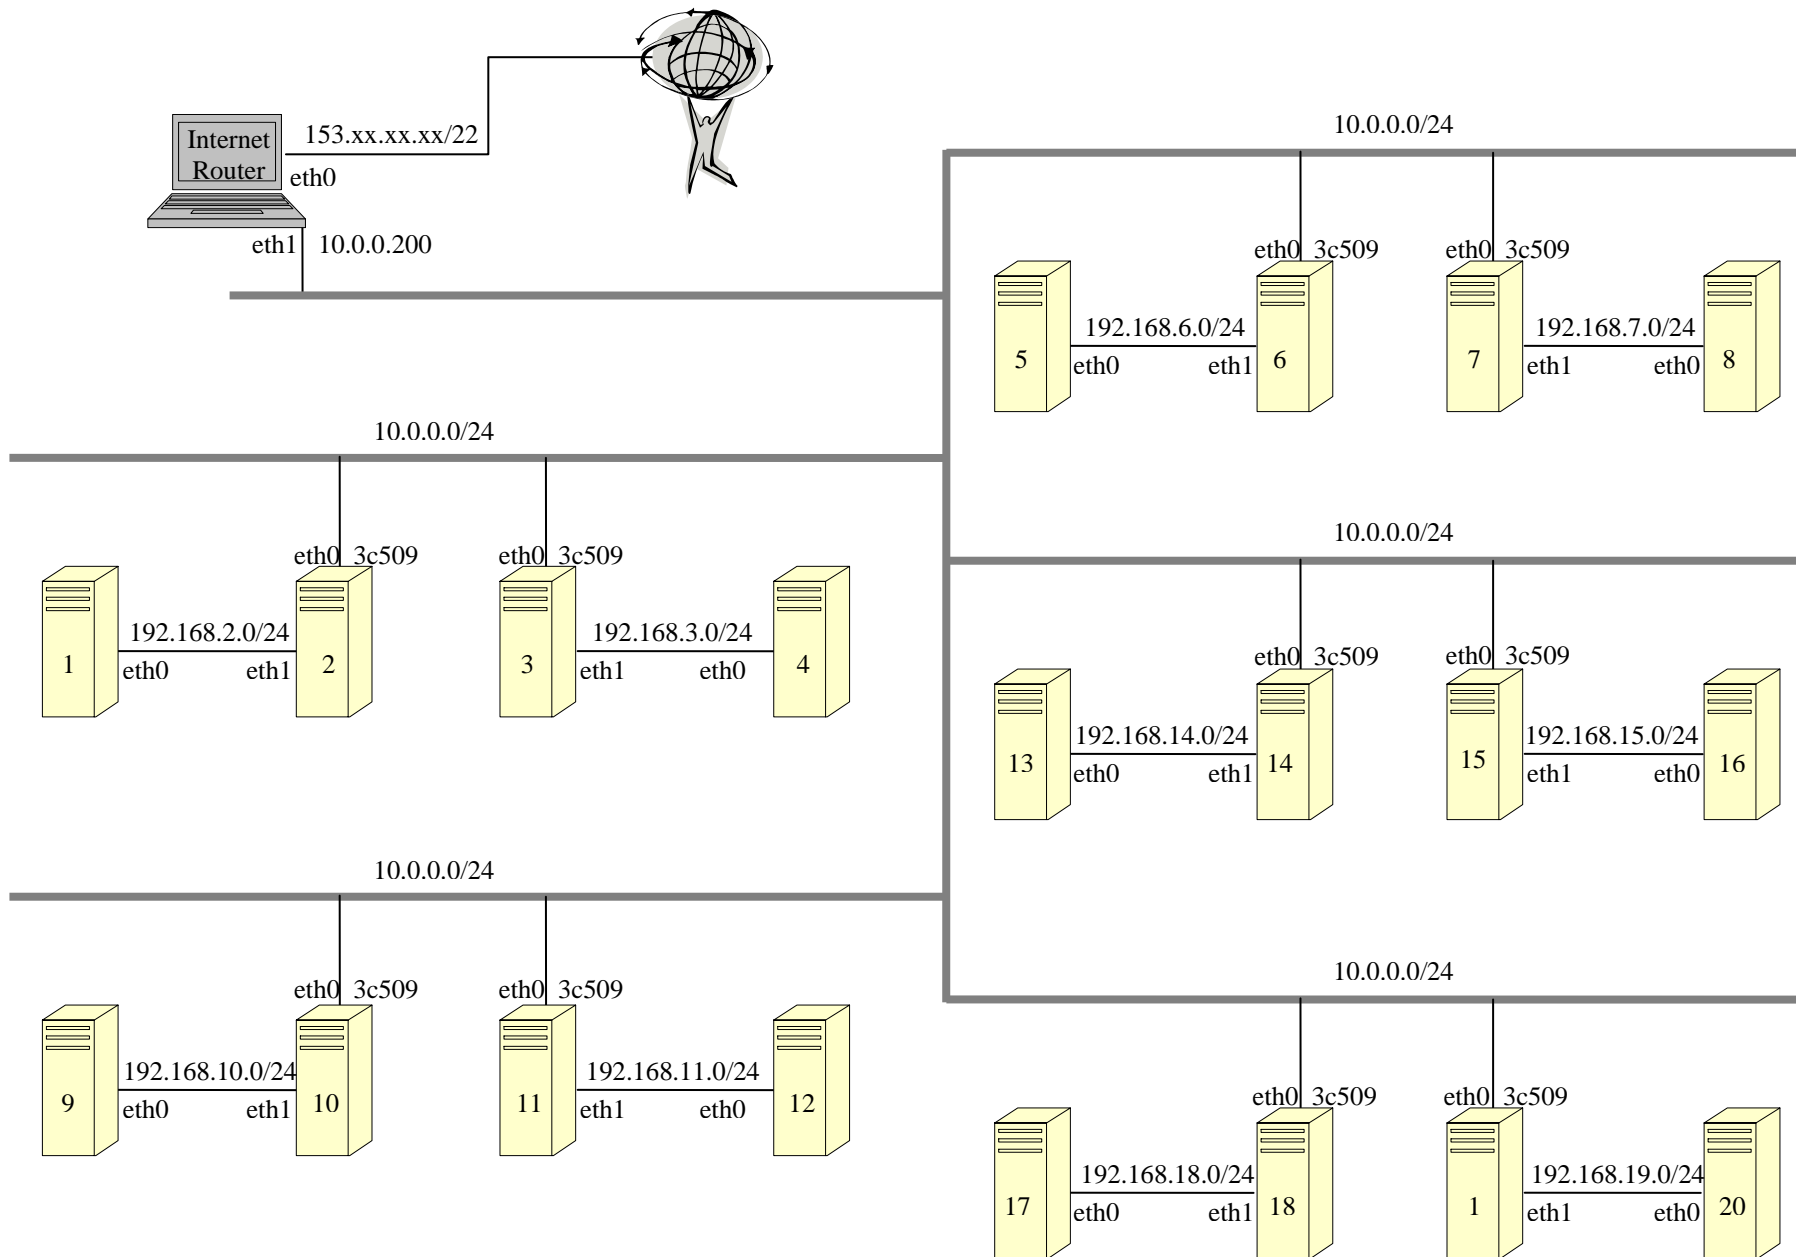 Internet
Router
153.xx.xx.xx/22
eth0
eth1 10.0.0.200
10.0.0.0/24
eth0 3c509
eth0 3c509
192.168.6.0/24
192.168.7.0/24
5
eth0
eth1
6
7
eth1
eth0
8
10.0.0.0/24
eth0 3c509
eth0 3c509
192.168.2.0/24
192.168.3.0/24
1
eth0
eth1
2
3
eth1
eth0
4
10.0.0.0/24
eth0 3c509
eth0 3c509
192.168.14.0/24
192.168.15.0/24
13
eth0
eth1
14
15
eth1
eth0
16
10.0.0.0/24
eth0 3c509
eth0 3c509
192.168.10.0/24
192.168.11.0/24
9
eth0
eth1
10
11
eth1
eth0
12
10.0.0.0/24
eth0 3c509
eth0 3c509
192.168.18.0/24
192.168.19.0/24
17
eth0
eth1
18
1
eth1
eth0
20